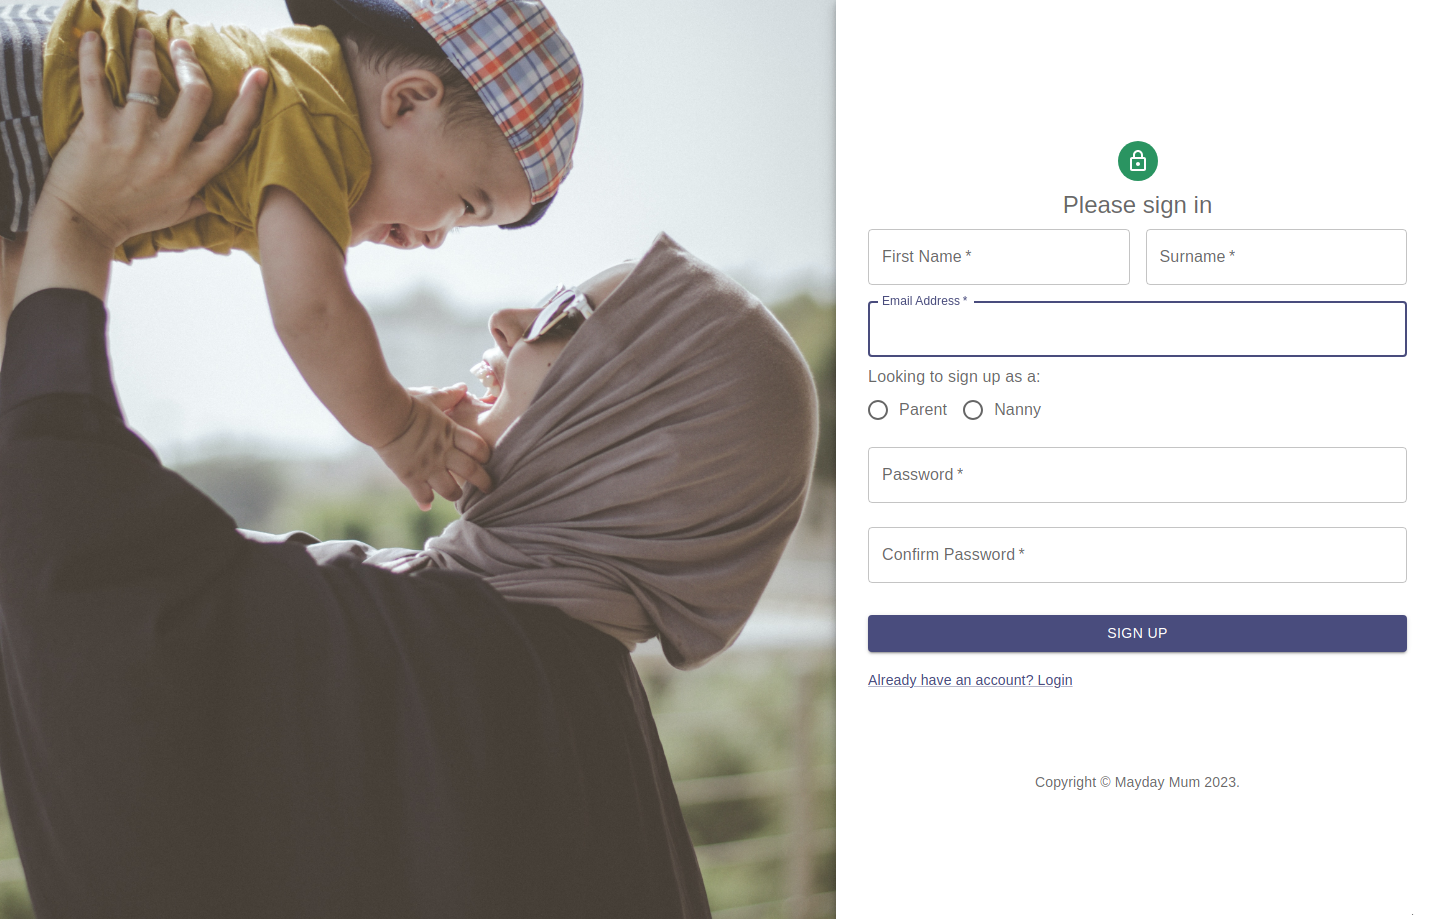 Please sign in
First Name *
Surname *
Email Address *
Looking to sign up as a:
Parent
Nanny
Password *
Confirm Password *
SIGN UP
Already have an account? Login
Copyright © Mayday Mum 2023.